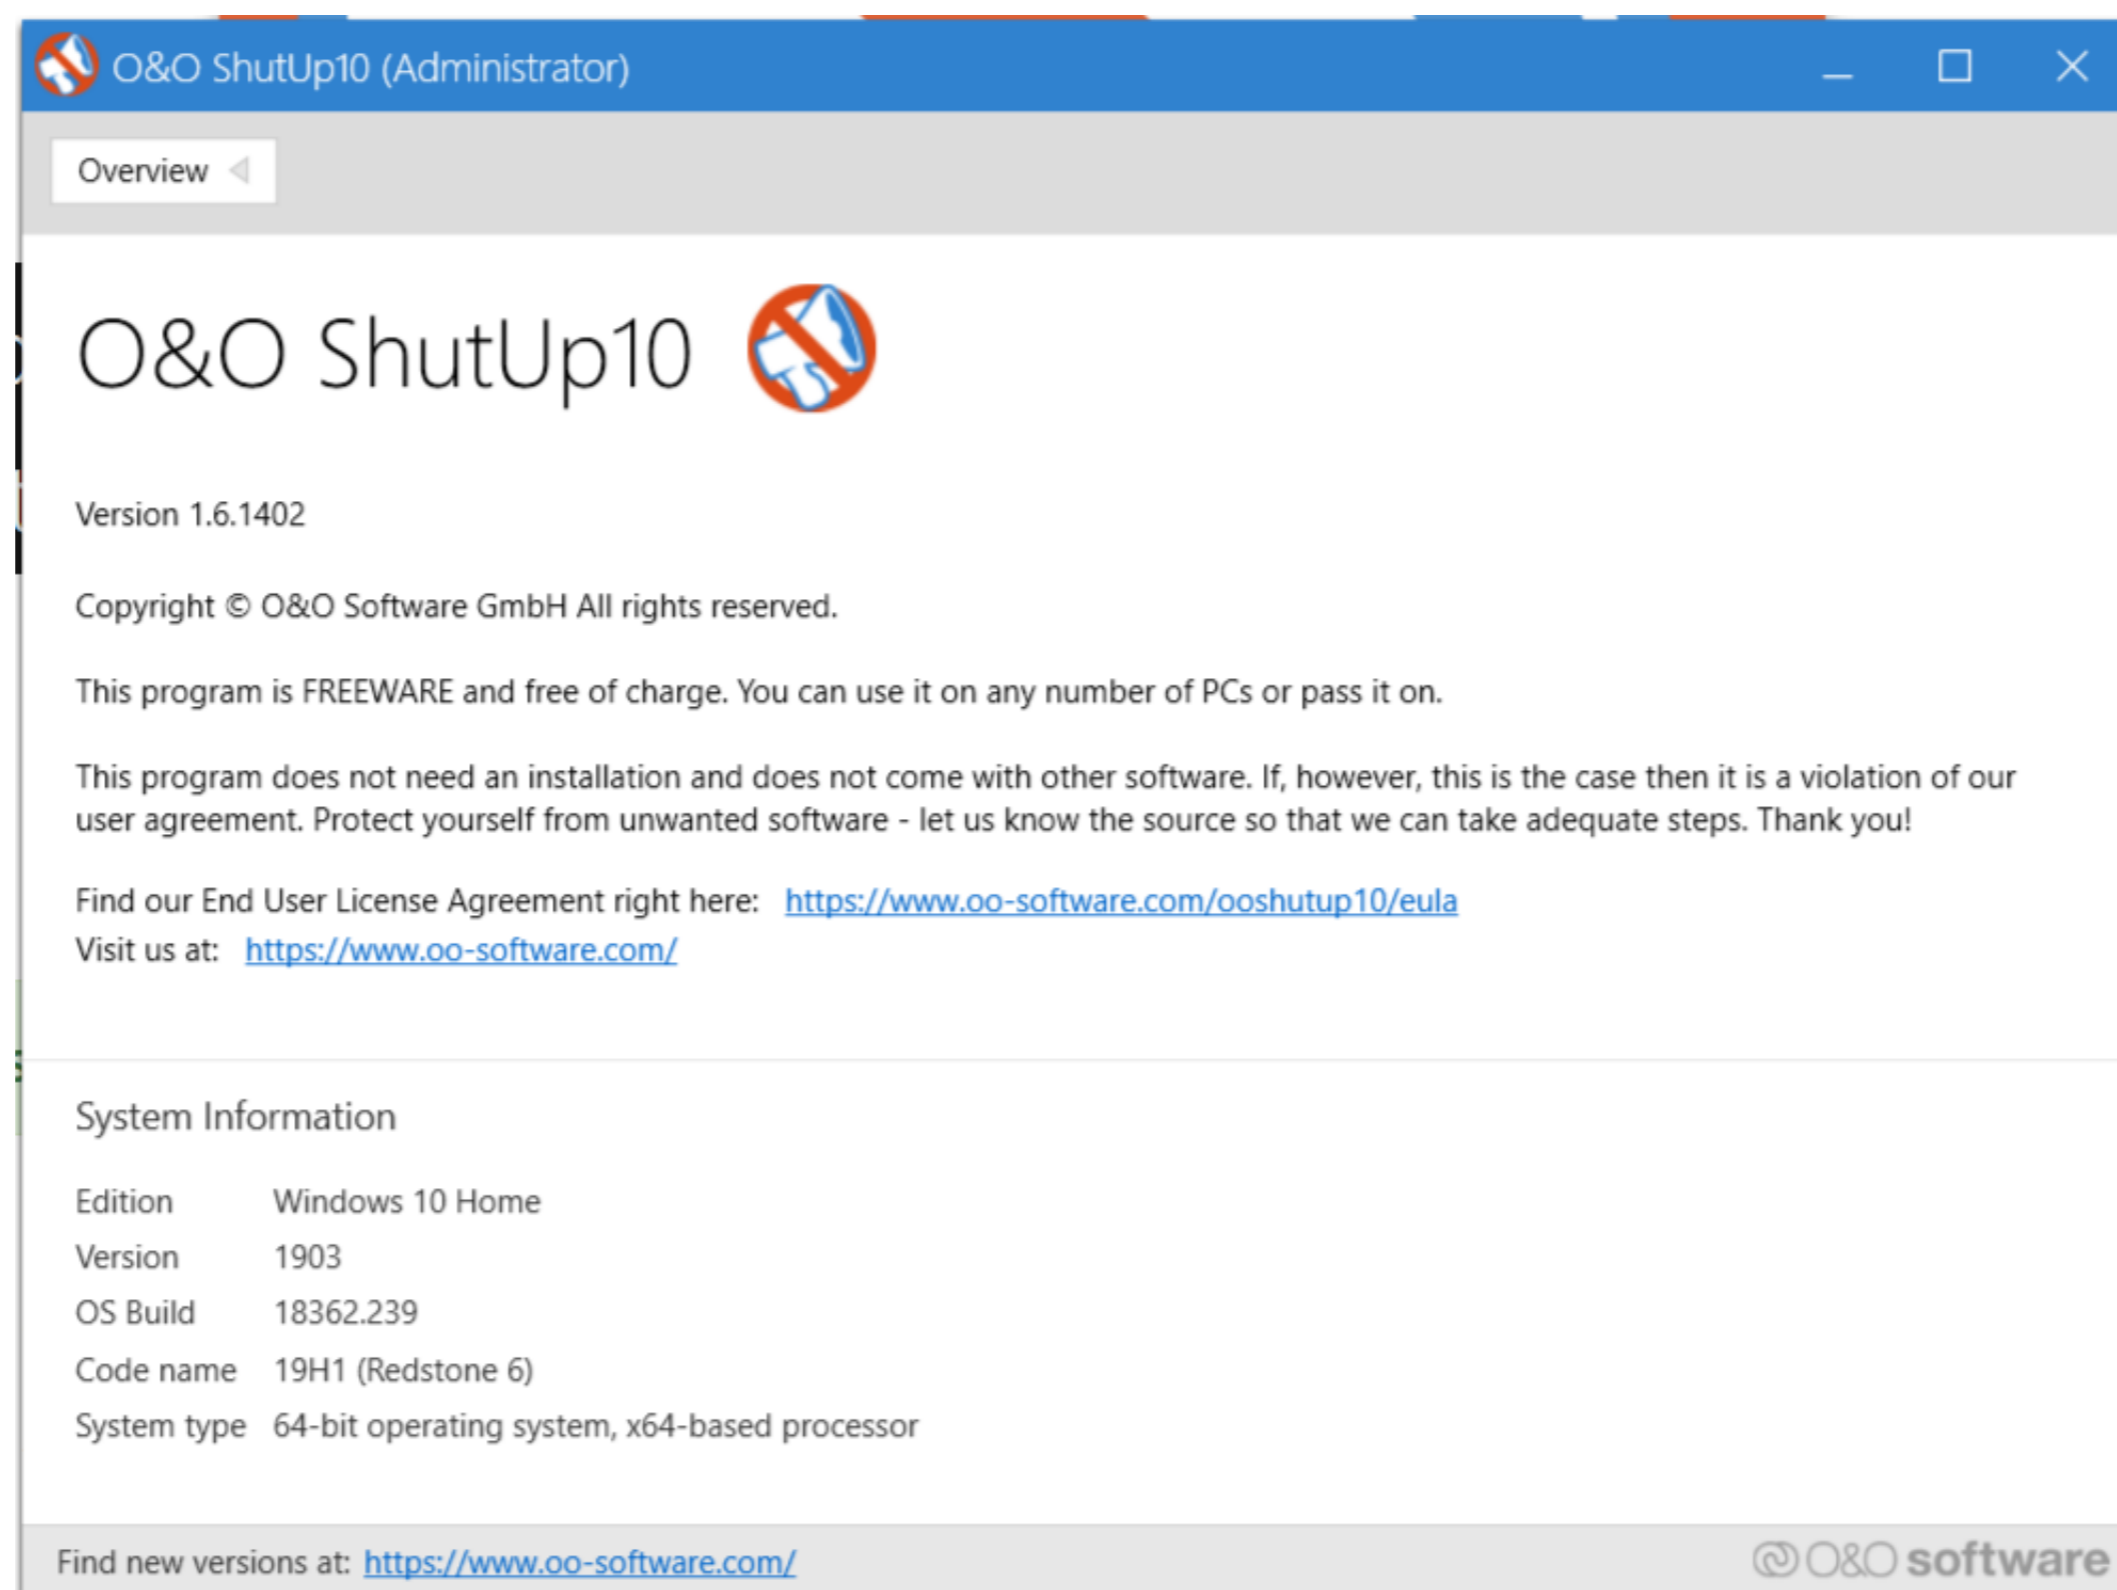 O&O ShutUp10 (Administrator)
Overview
O&O ShutUp10
Version 1.6.1402
Copyright © O&O Software GmbH All rights reserved.
This program is FREEWARE and free of charge. You can use it on any number of PCs or pass it on.
This program does not need an installation and does not come with other software. If, however, this is the case then it is a violation of our
user agreement. Protect yourself from unwanted software - let us know the source so that we can take adequate steps. Thank you!
Find our End User License Agreement right here: https://www.oo-software.com/ooshutup10/eula
Visit us at: https://www.oo-software.com/
System Information
Edition Windows 10 Home
Version 1903
OS Build 18362.239
Code name 19H1 (Redstone 6)
System type 64-bit operating system, x64-based processor
Find new versions at: https://www.oo-software.com/ O&O software